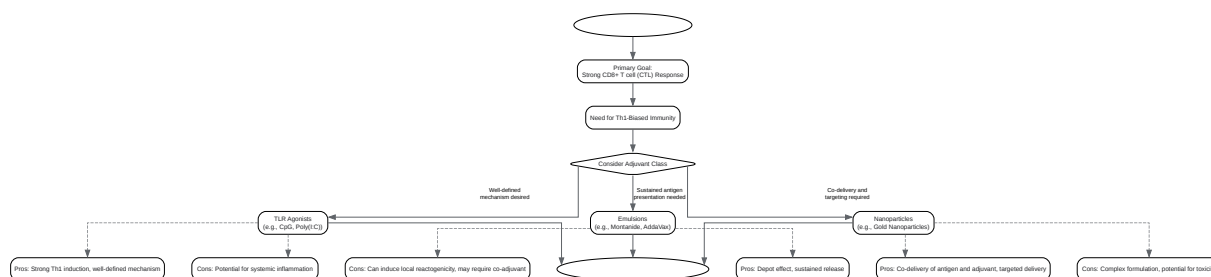 Primary Goal:
Strong CD8+ T cell (CTL) Response
Need for Th1-Biased Immunity
Consider Adjuvant Class
Well-defined
mechanism desired
Sustained antigen
presentation needed
Co-delivery and
targeting required
TLR Agonists
(e.g., CpG, Poly(I:C))
Emulsions
(e.g., Montanide, AddaVax)
Nanoparticles
(e.g., Gold Nanoparticles)
Pros: Strong Th1 induction, well-defined mechanism
Cons: Potential for systemic inflammation
Cons: Can induce local reactogenicity, may require co-adjuvant
Pros: Depot effect, sustained release
Pros: Co-delivery of antigen and adjuvant, targeted delivery
Cons: Complex formulation, potential for